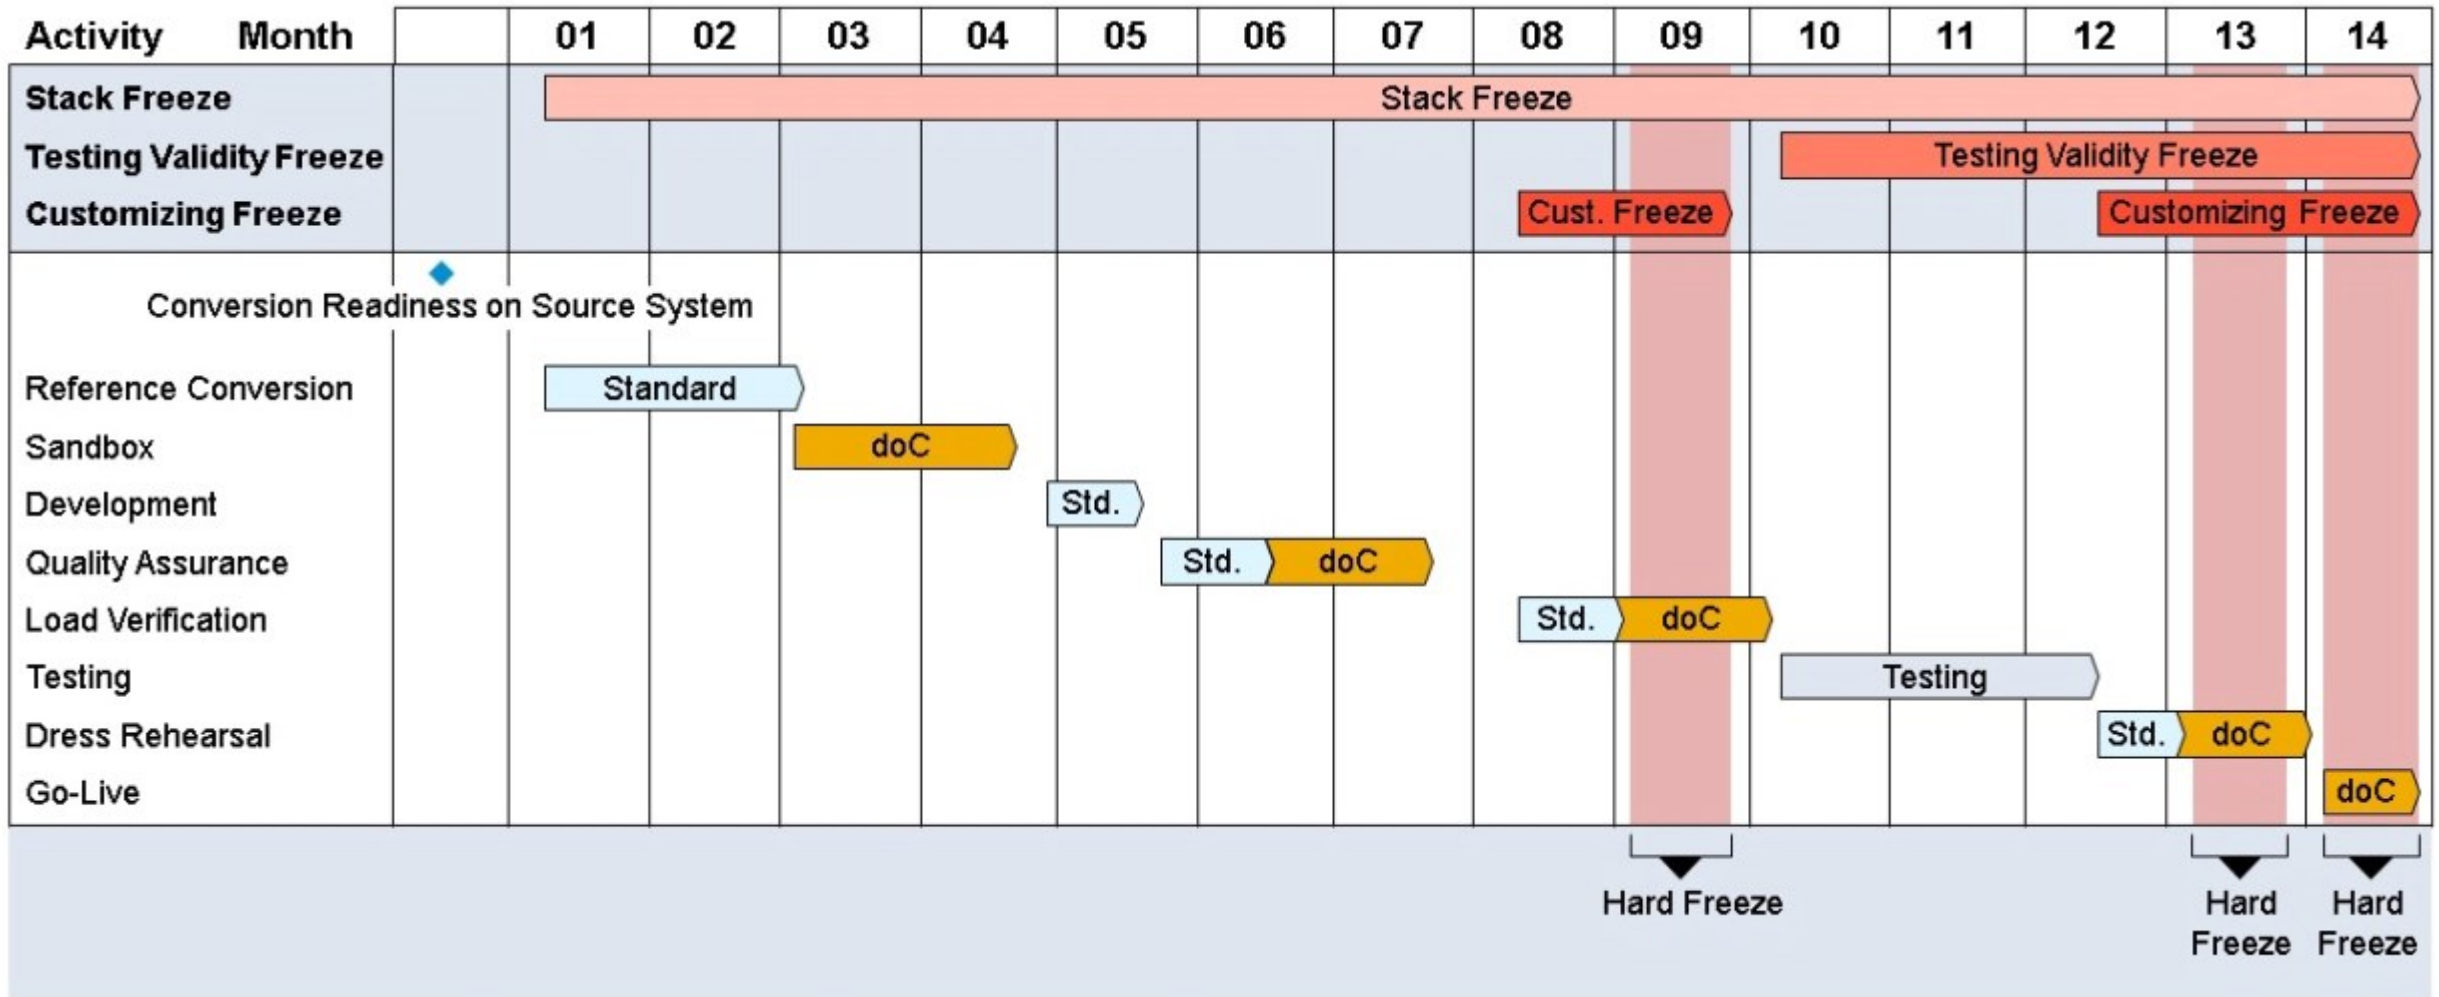 Activity Month 01 02 03 04 05 06 07 08 09 10 11 12 13 14
Stack Freeze Stack Freeze
Testing Validity Freeze Testing Validity Freeze
Customizing Freeze Cust. Freeze Customizing Freeze
Conversion Readiness on Source System
Reference Conversion Standard
Sandbox doC
Development Std.
Quality Assurance Std. doC
Load Verification Std. doC
Testing Testing
Dress Rehearsal Std. doC
Go-Live doC
Hard Freeze Hard Hard
Freeze Freeze